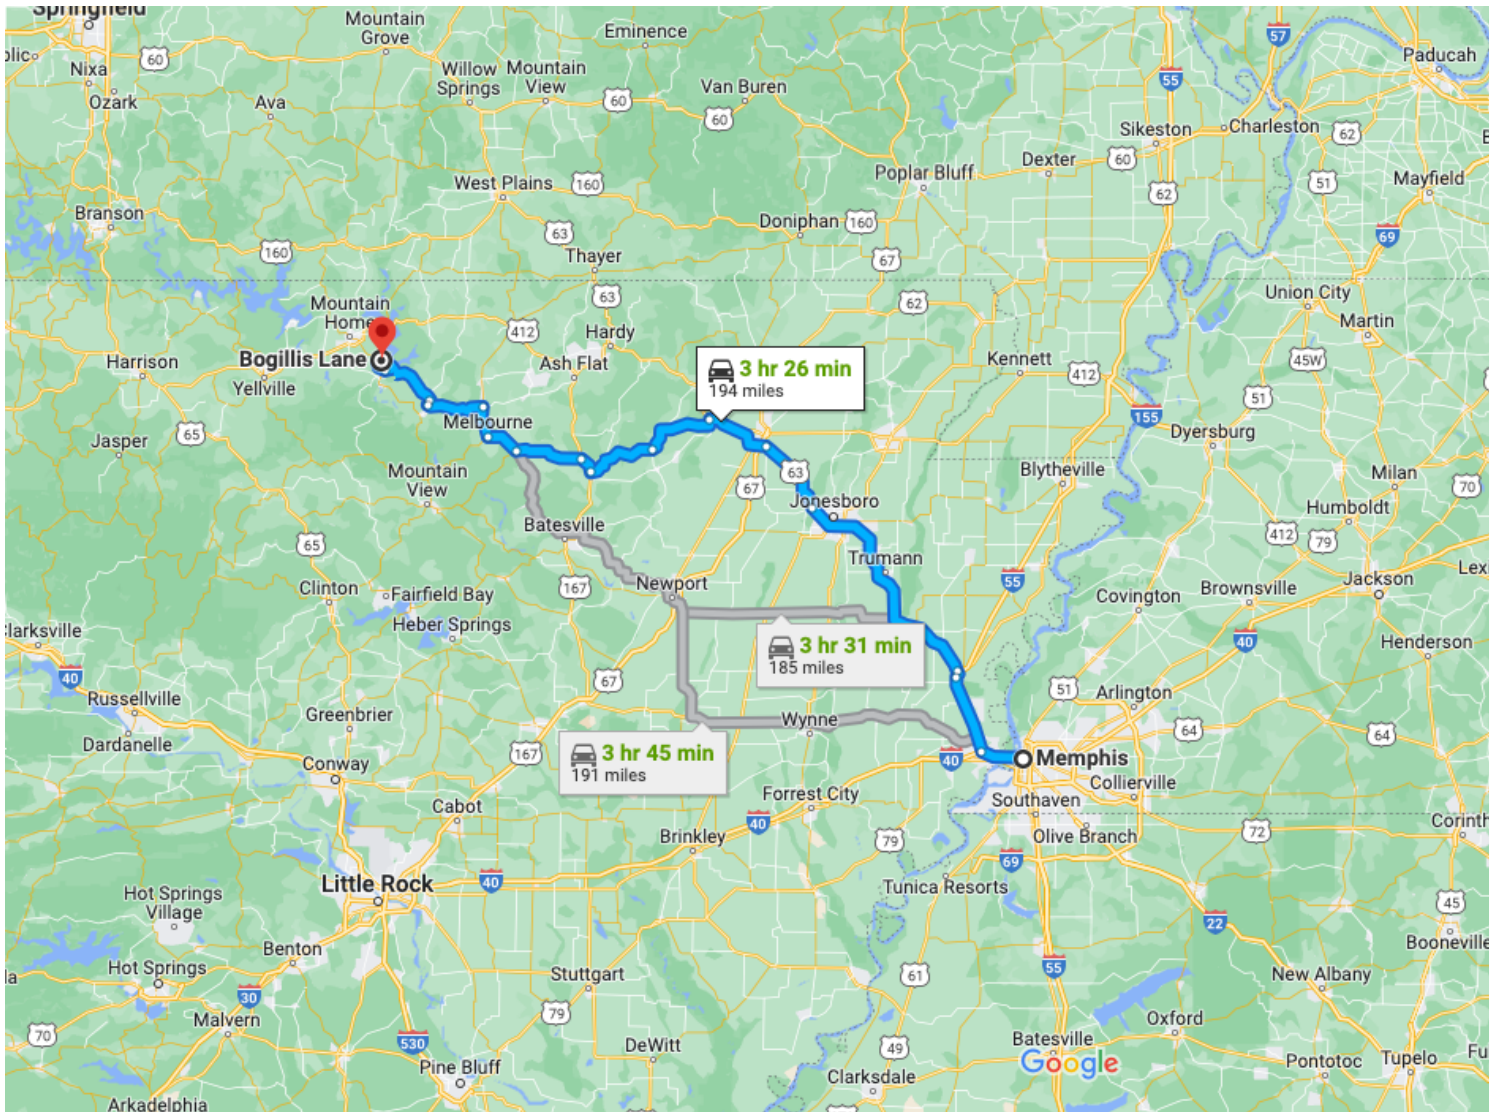 Springfield
Mountain
Grove
Eminence
57
Paducah
60
Nixa
Willow
Springs
Mountain
View
Van Buren
55
Ozark
Ava
60
60
Sikeston
Charleston
62
Dexter
60
Poplar Bluff
West Plains
160
51
Mayfield
62
Branson
Doniphan
160
63
69
160
Thayer
67
Union City
63
62
Mountain
Home
Martin
412
Hardy
Bogillis Lane
Harrison
Ash Flat
Kennett
45W
3 hr 26 min
194 miles
412
Yellville
51
155
Melbourne
Dyersburg
Jasper
65
Mountain
View
63
Blytheville
Milan
67
70
Jonesboro
Humboldt
Batesville
412
79
65
Trumann
55
Jackson
Clinton
167
Newport
Brownsville
Fairfield Bay
Covington
Heber Springs
40
Henderson
3 hr 31 min
185 miles
40
67
51
Arlington
Russellville
Greenbrier
Wynne
64
64
Dardanelle
167
3 hr 45 min
191 miles
40
Memphis
Conway
Collierville
Forrest City
Southaven
Cabot
40
Olive Branch
72
Brinkley
79
69
Little Rock
40
Tunica Resorts
Hot Springs
Village
45
22
Benton
Booneville
Hot Springs
Stuttgart
61
55
New Albany
30
79
Malvern
Oxford
70
530
DeWitt
49
Batesville
Google
Pine Bluff
Clarksdale
Pontotoc
Tupelo
Arkadelphia